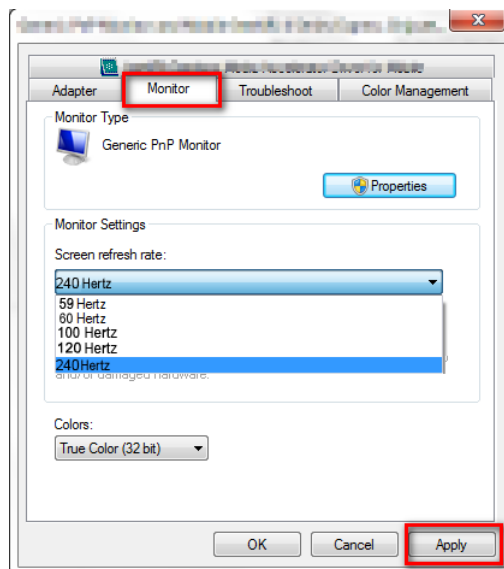 Adapter
Monitor
Troubleshoot
Color Management
Monitor Type
Generic PnP Monitor
Properties
Monitor Settings
Screen refresh rate:
240 Hertz
59 Hertz
60 Hertz
100 Hertz
120 Hertz
240Hertz
and/or damaged hardware.
Colors:
True Color (32 bit)
OK
Cancel
Apply